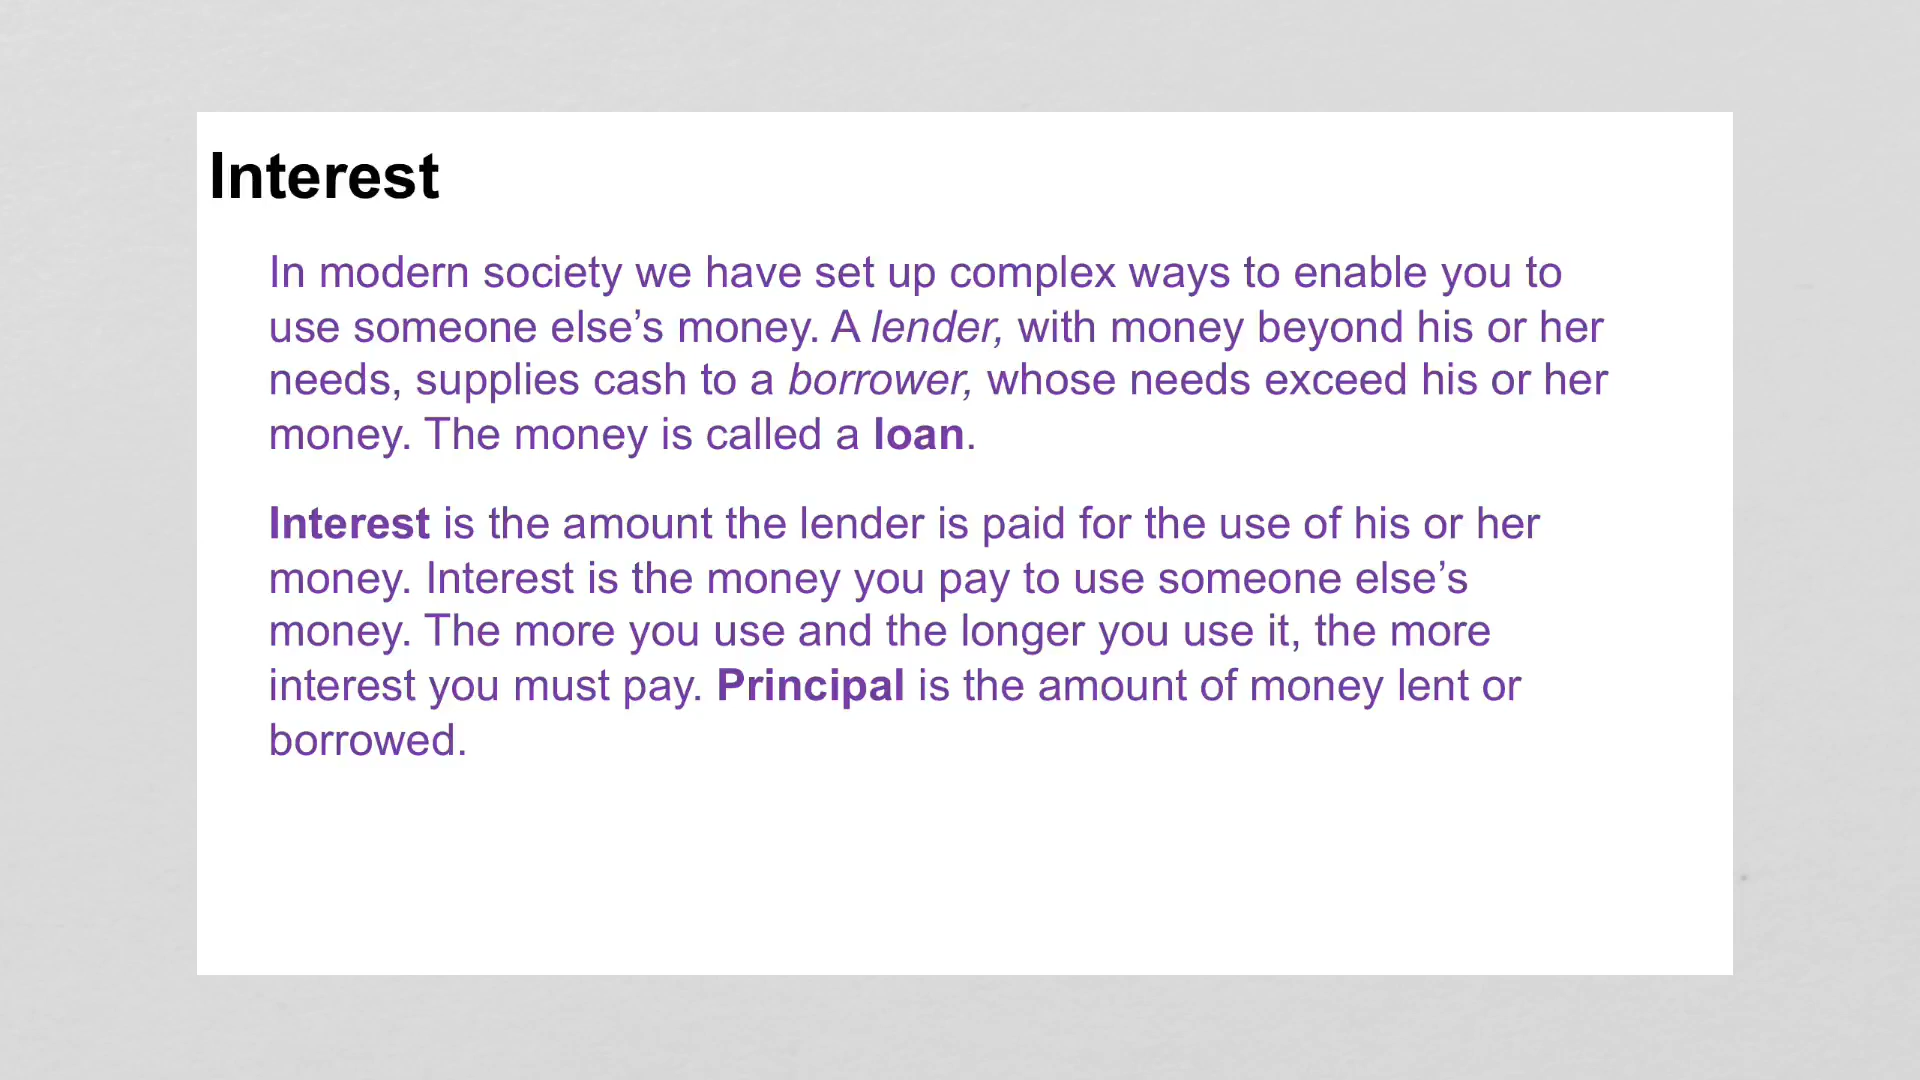 Interest
In modern society we have set up complex ways to enable you to
use someone else’s money. A lender, with money beyond his or her
needs, supplies cash to a borrower, whose needs exceed his or her
money. The money is called a loan.
Interest is the amount the lender is paid for the use of his or her
money. Interest is the money you pay to use someone else’s
money. The more you use and the longer you use it, the more
interest you must pay. Principal is the amount of money lent or
borrowed.